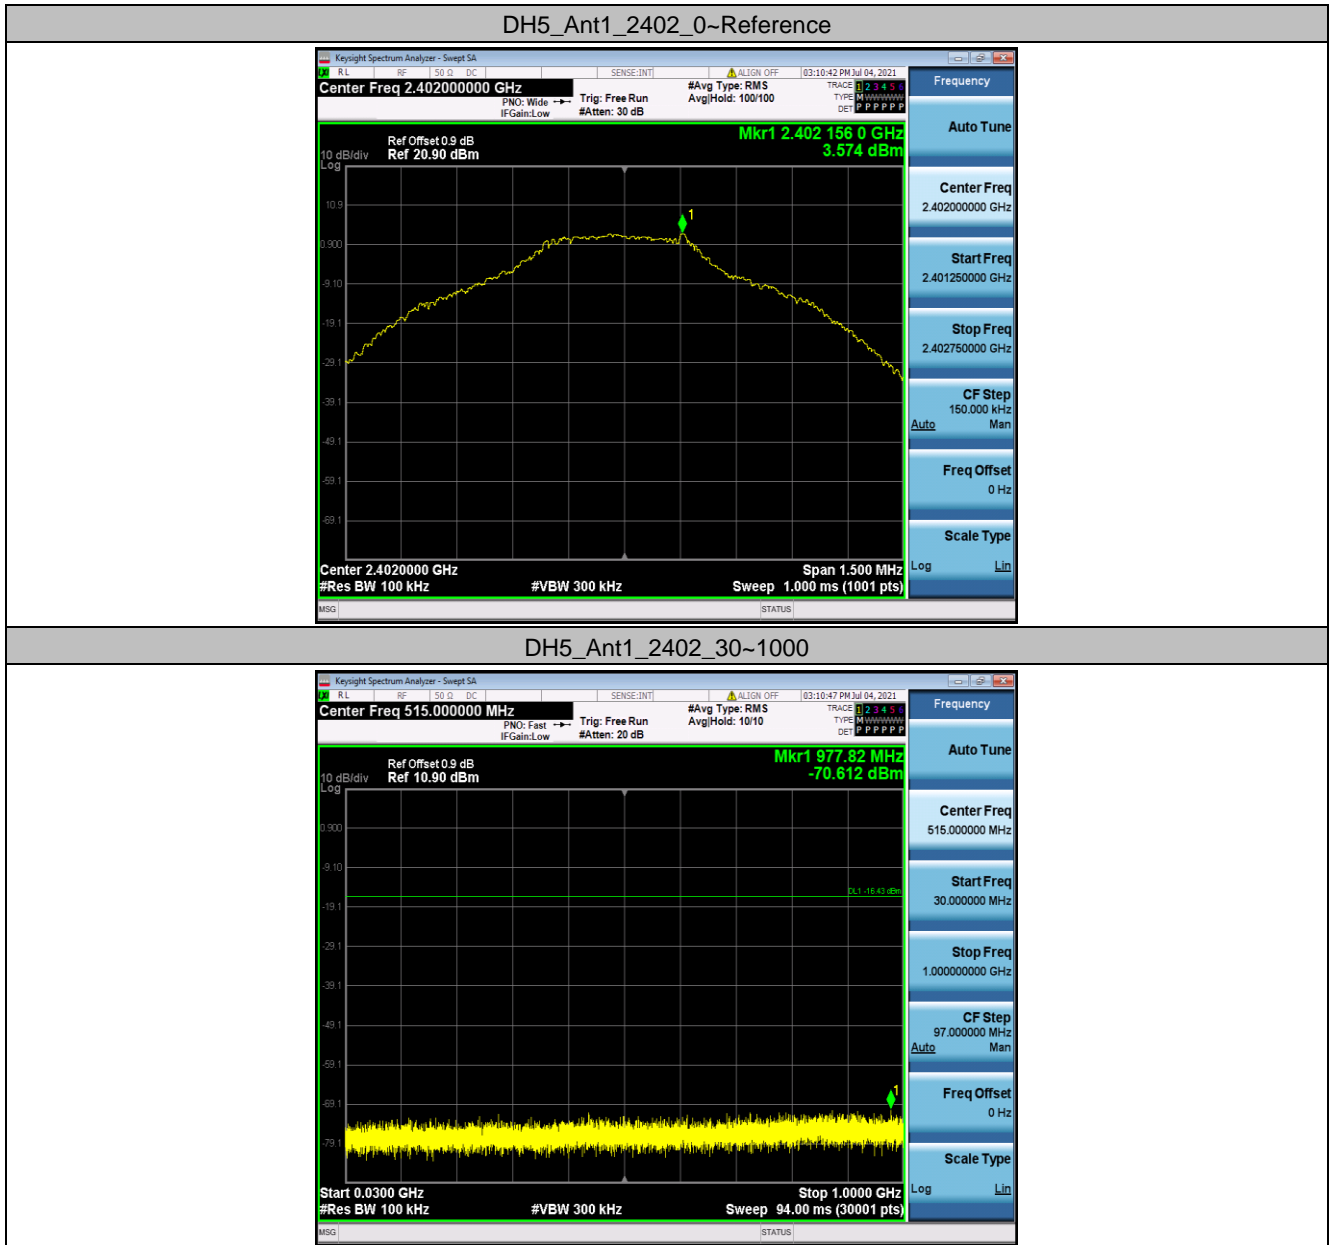 DH5_Ant1_2402_0~Reference
Keysight Spectrum Analyzer - Swept SA
RL RF 50 Ω DC SENSE:INT ALIGN OFF 03:10:42 PM Jul 04, 2021
Center Freq 2.402000000 GHz
PNO: Wide
IFGain:Low
Trig: Free Run
#Atten: 30 dB
#Avg Type: RMS
Avg|Hold: 100/100
TRACE 1 2 3 4 5 6
TYPE M WWWWW
DET P P P P P P
Mkr1 2.402 156 0 GHz
3.574 dBm
Ref Offset 0.9 dB
10 dB/div Ref 20.90 dBm
Log
10.9
0.900
-9.10
-19.1
-29.1
-39.1
-49.1
-59.1
-69.1
1
Center 2.4020000 GHz Span 1.500 MHz
#Res BW 100 kHz #VBW 300 kHz Sweep 1.000 ms (1001 pts)
MSG STATUS
Frequency
Auto Tune
Center Freq
2.402000000 GHz
Start Freq
2.401250000 GHz
Stop Freq
2.402750000 GHz
CF Step
150.000 kHz
Auto Man
Freq Offset
0 Hz
Scale Type
Log Lin
DH5_Ant1_2402_30~1000
Keysight Spectrum Analyzer - Swept SA
RL RF 50 Ω DC SENSE:INT ALIGN OFF 03:10:47 PM Jul 04, 2021
Center Freq 515.000000 MHz
PNO: Fast
IFGain:Low
Trig: Free Run
#Atten: 20 dB
#Avg Type: RMS
Avg|Hold: 10/10
TRACE 1 2 3 4 5 6
TYPE M WWWWW
DET P P P P P P
Mkr1 977.82 MHz
-70.612 dBm
Ref Offset 0.9 dB
10 dB/div Ref 10.90 dBm
Log
0.900
-9.10
-19.1
-29.1
-39.1
-49.1
-59.1
-69.1
-79.1
DL1 -16.43 dBm
1
Start 0.0300 GHz Stop 1.0000 GHz
#Res BW 100 kHz #VBW 300 kHz Sweep 94.00 ms (30001 pts)
MSG STATUS
Frequency
Auto Tune
Center Freq
515.000000 MHz
Start Freq
30.000000 MHz
Stop Freq
1.000000000 GHz
CF Step
97.000000 MHz
Auto Man
Freq Offset
0 Hz
Scale Type
Log Lin